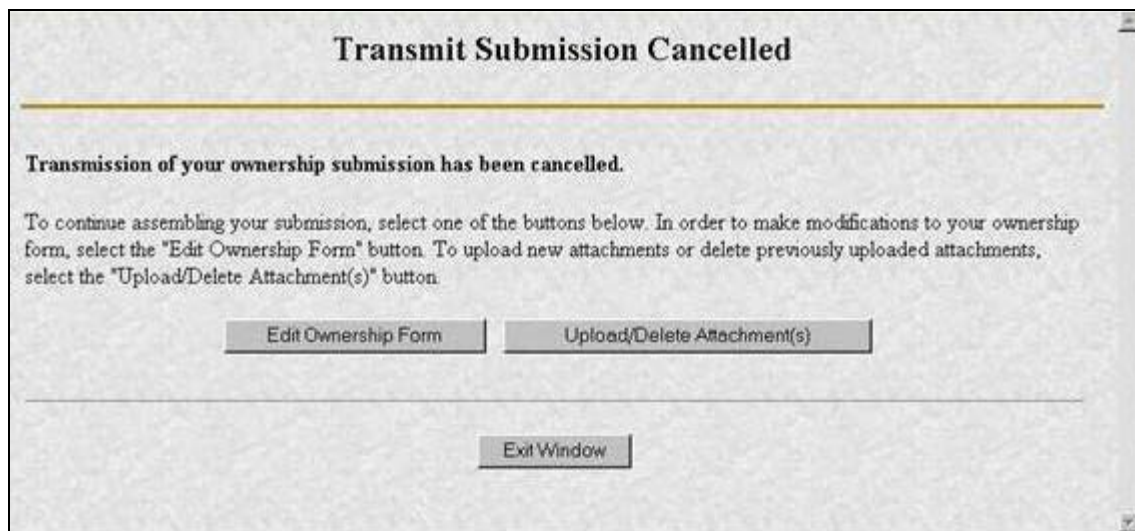 Transmit Submission Cancelled
Transmission of your ownership submission has been cancelled.
To continue assembling your submission, select one of the buttons below. In order to make modifications to your ownership
form, select the "Edit Ownership Form" button. To upload new attachments or delete previously uploaded attachments,
select the "Upload/Delete Attachment(s)" button.
Edit Ownership Form Upload/Delete Attachment(s)
Exit Window